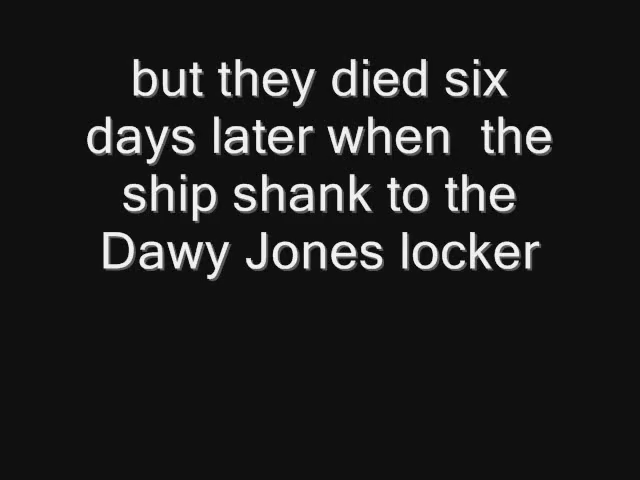 but they died six
days later when  the
ship shank to the
Dawy Jones locker